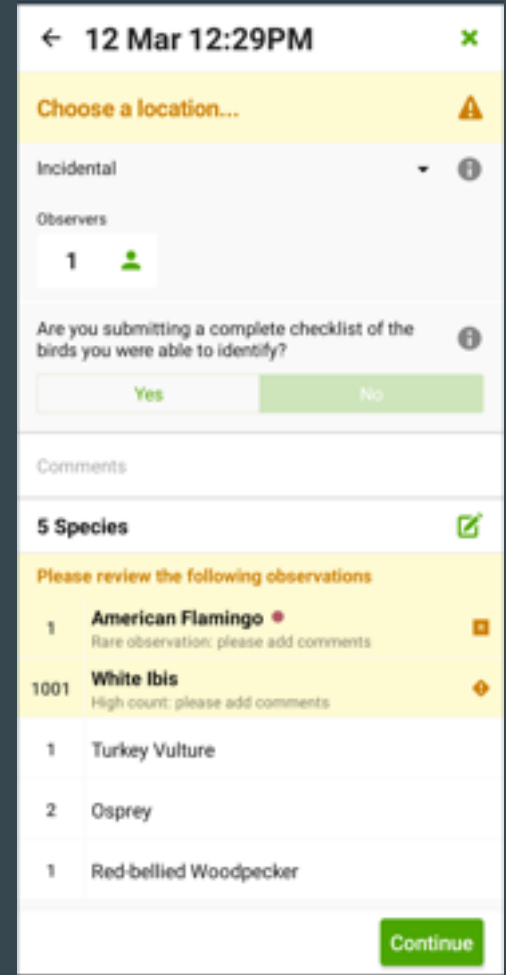 12 Mar 12:29PM
Choose a location...
Incidental
Observers
1
Are you submitting a complete checklist of the
birds you were able to identify?
Yes No
Comments
5 Species
Please review the following observations
1 American Flamingo
Rare observation: please add comments
1001 White Ibis
High count: please add comments
1 Turkey Vulture
2 Osprey
1 Red-bellied Woodpecker
Continue